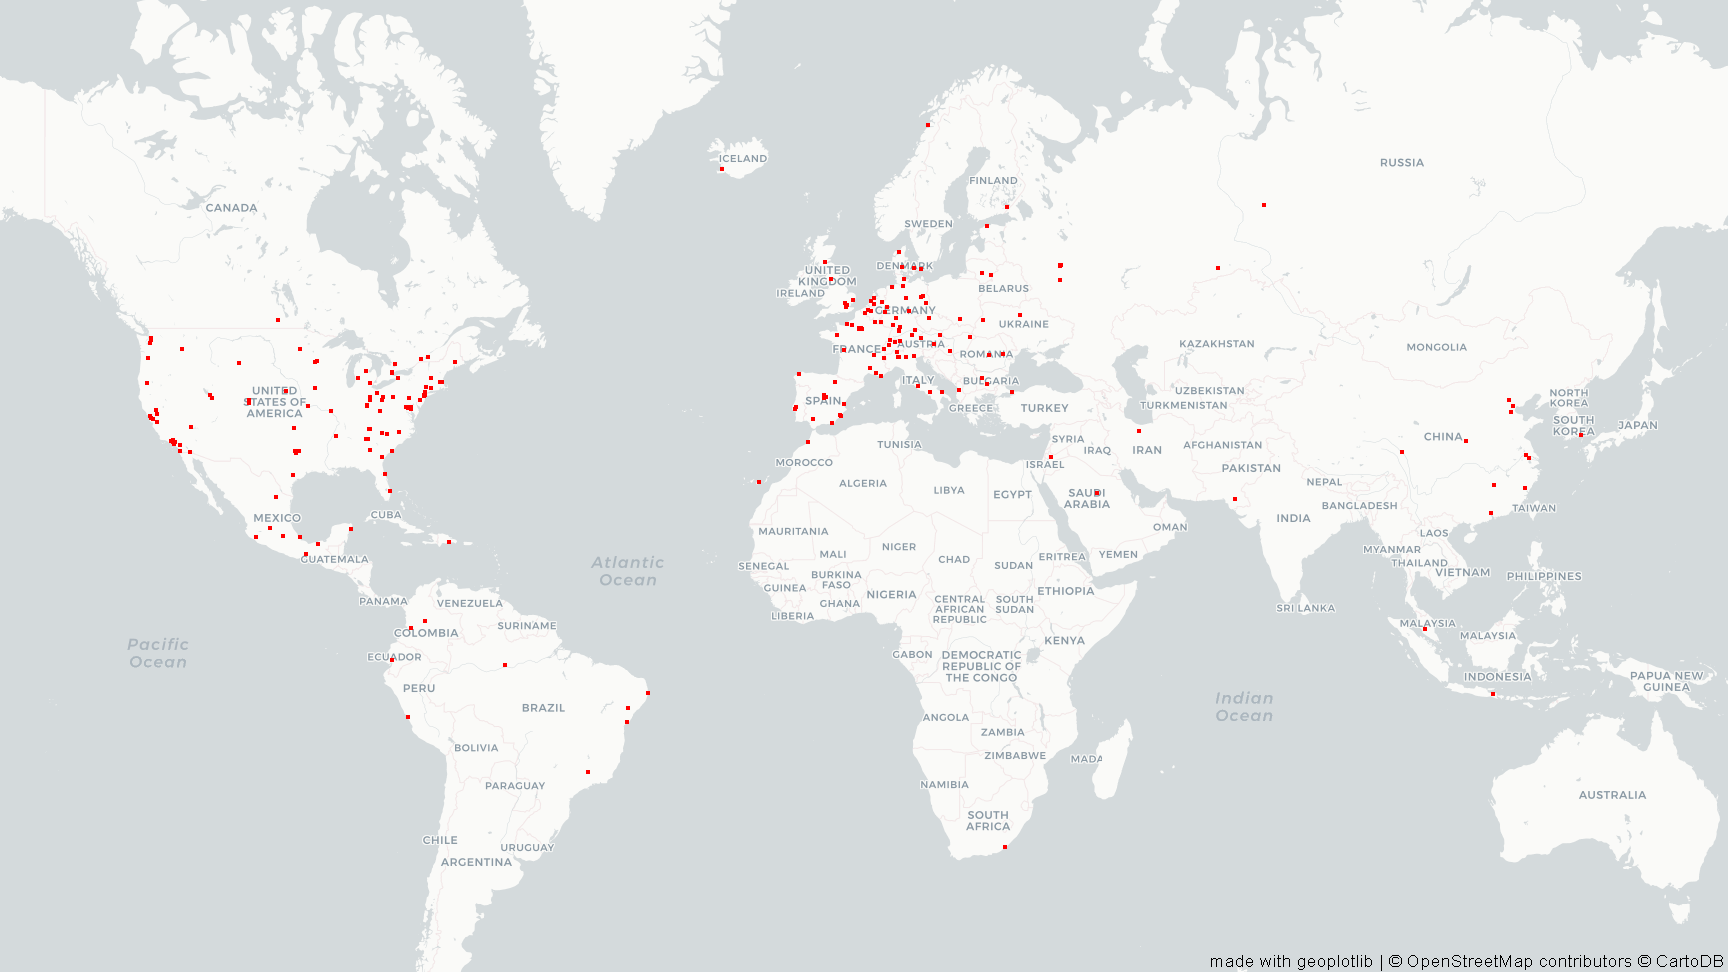 ICELAND
RUSSIA
FINLAND
CANADA
SWEDEN
DENMARK
UNITED
KINGDOM
IRELAND
BELARUS
GERMANY
UKRAINE
FRANCE
AUSTRIA
ROMANIA
KAZAKHSTAN
MONGOLIA
ITALY
BULGARIA
UNITED
STATES OF
AMERICA
SPAIN
GREECE
TURKEY
UZBEKISTAN
TURKMENISTAN
NORTH
KOREA
SOUTH
KOREA
JAPAN
CHINA
TUNISIA
SYRIA
IRAQ
IRAN
AFGHANISTAN
MOROCCO
ISRAEL
PAKISTAN
ALGERIA
LIBYA
EGYPT
SAUDI
ARABIA
NEPAL
BANGLADESH
TAIWAN
MEXICO
CUBA
INDIA
OMAN
MAURITANIA
LAOS
MYANMAR
THAILAND
VIETNAM
PHILIPPINES
GUATEMALA
Atlantic
Ocean
MALI
NIGER
CHAD
ERITREA
YEMEN
SENEGAL
SUDAN
BURKINA
FASO
GUINEA
GHANA
NIGERIA
ETHIOPIA
CENTRAL
AFRICAN
REPUBLIC
SOUTH
SUDAN
SRI LANKA
LIBERIA
PANAMA
VENEZUELA
SURINAME
COLOMBIA
MALAYSIA
MALAYSIA
Pacific
Ocean
ECUADOR
GABON
DEMOCRATIC
REPUBLIC OF
THE CONGO
KENYA
PERU
INDONESIA
PAPUA NEW
GUINEA
BRAZIL
Indian
Ocean
ANGOLA
ZAMBIA
BOLIVIA
ZIMBABWE
MADA
PARAGUAY
NAMIBIA
AUSTRALIA
SOUTH
AFRICA
CHILE
URUGUAY
ARGENTINA
made with geoplotlib | © OpenStreetMap contributors © CartoDB